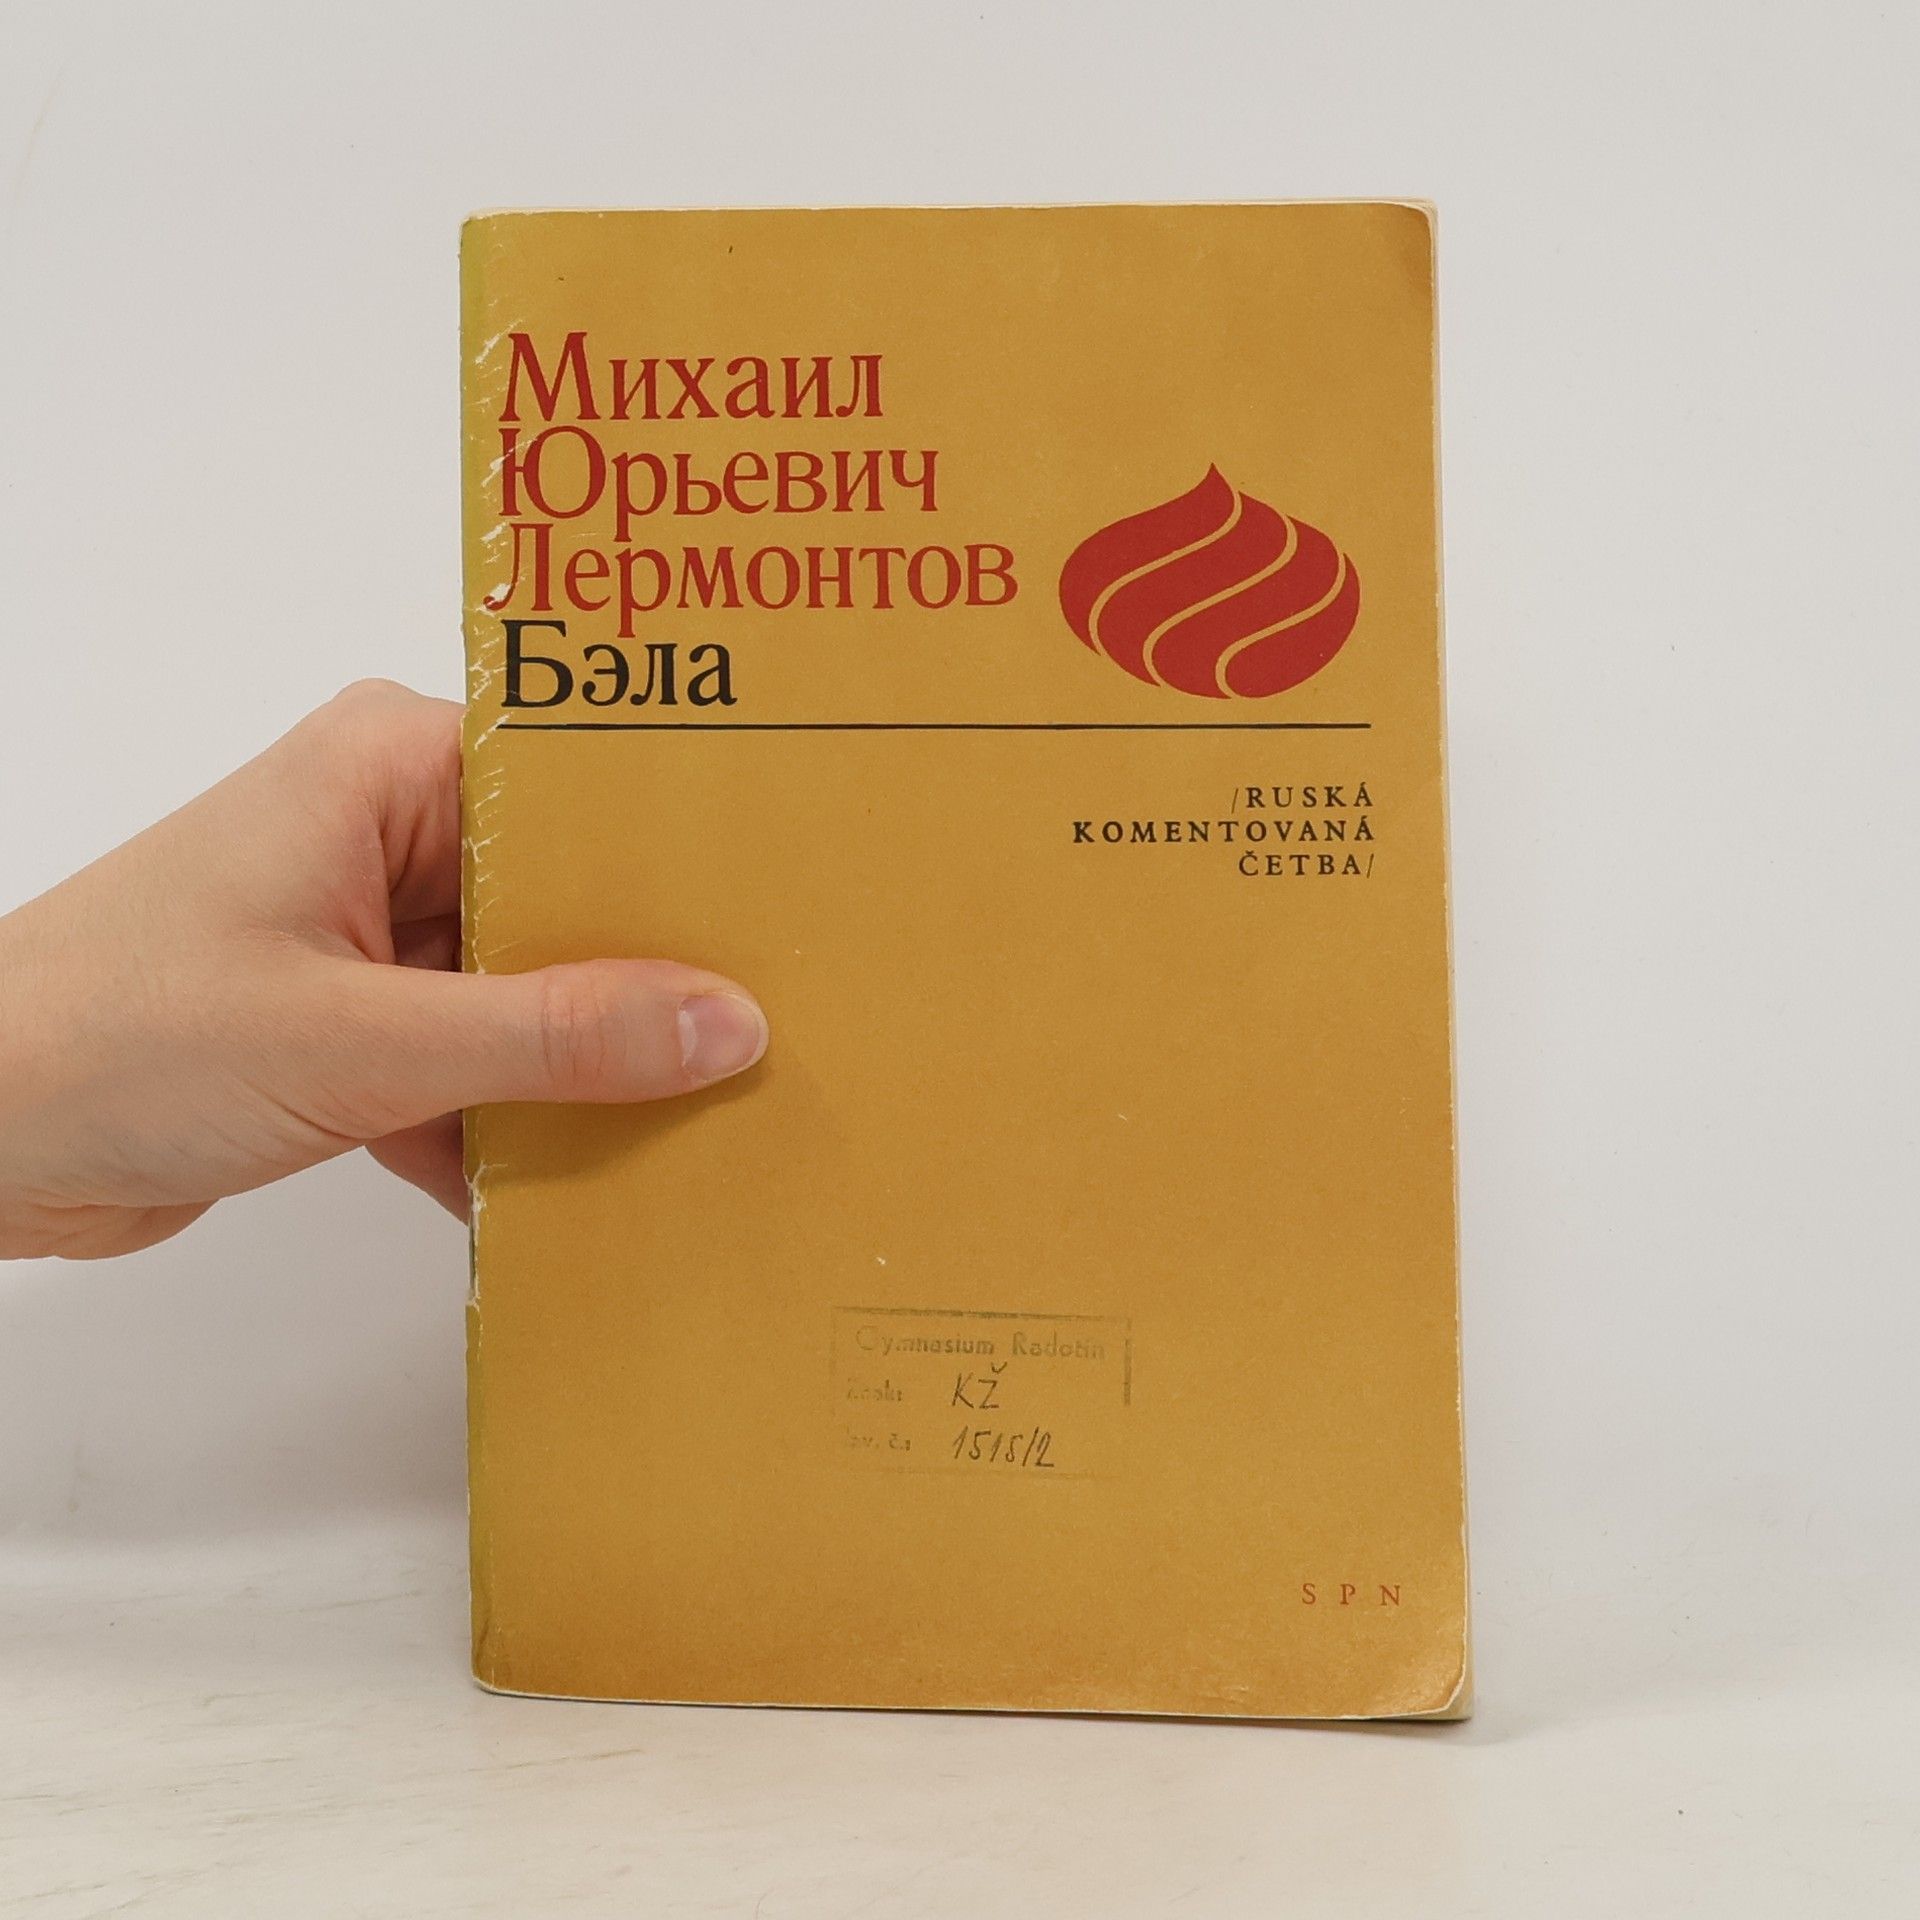 Михаил
Юрьевич
Лермонтов
Бэла
/RUSKÁ
KOMENTOVANÁ
ČETBA/
Gymnasium Radotín
KŽ
č.: 1515/2
SPN